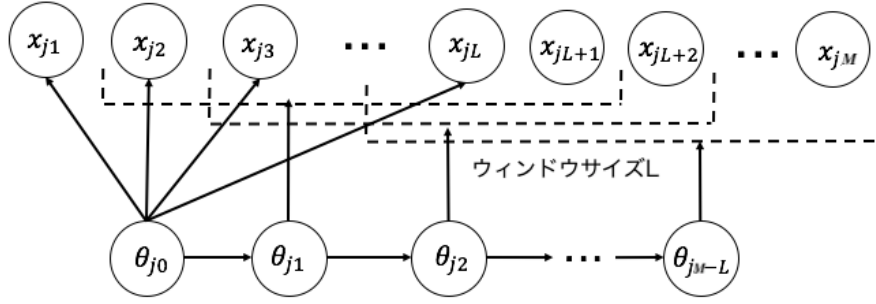 x_{j1} x_{j2} x_{j3} ... x_{jL} x_{jL+1} x_{jL+2} ... x_{jM}
ウィンドウサイズL
θ_{j0} θ_{j1} θ_{j2} ... θ_{jM-L}